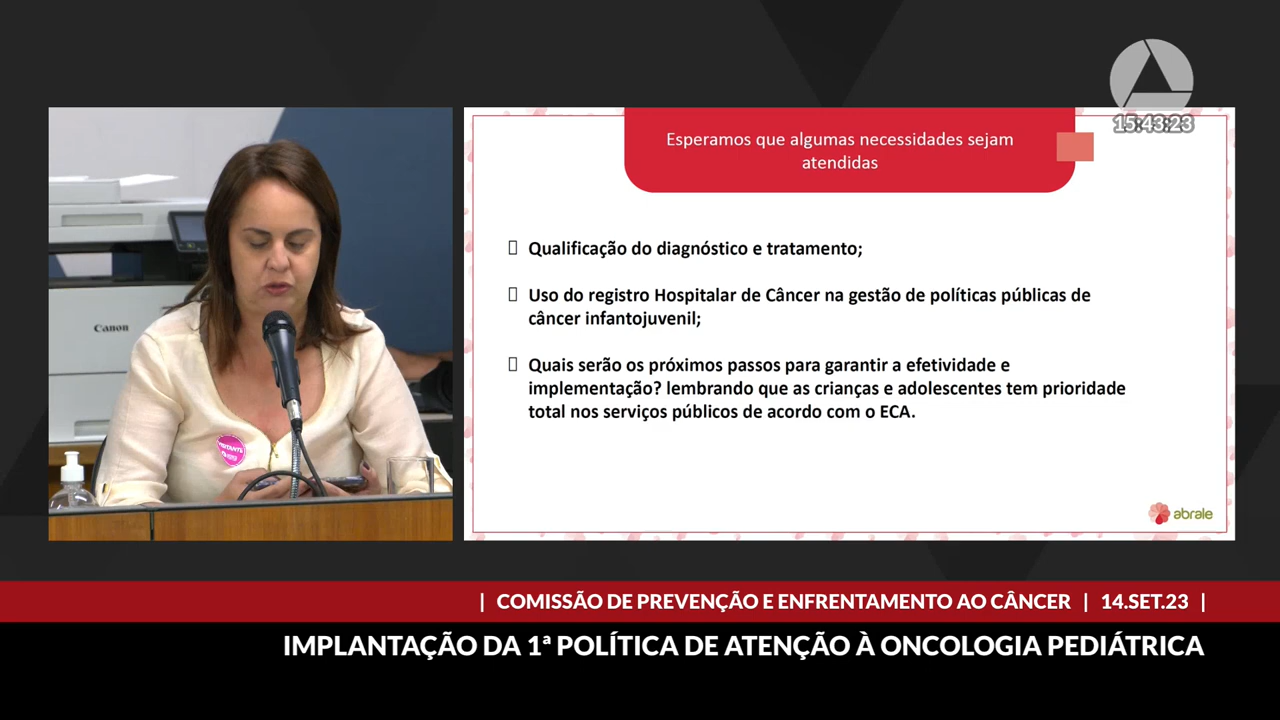 15:43:23
Esperamos que algumas necessidades sejam
atendidas
Qualificação do diagnóstico e tratamento;
Uso do registro Hospitalar de Câncer na gestão de políticas públicas de
câncer infantojuvenil;
Quais serão os próximos passos para garantir a efetividade e
implementação? lembrando que as crianças e adolescentes tem prioridade
total nos serviços públicos de acordo com o ECA.
Canon
VISITANTE
abrale
| COMISSÃO DE PREVENÇÃO E ENFRENTAMENTO AO CÂNCER | 14.SET.23 |
IMPLANTAÇÃO DA 1ª POLÍTICA DE ATENÇÃO À ONCOLOGIA PEDIÁTRICA